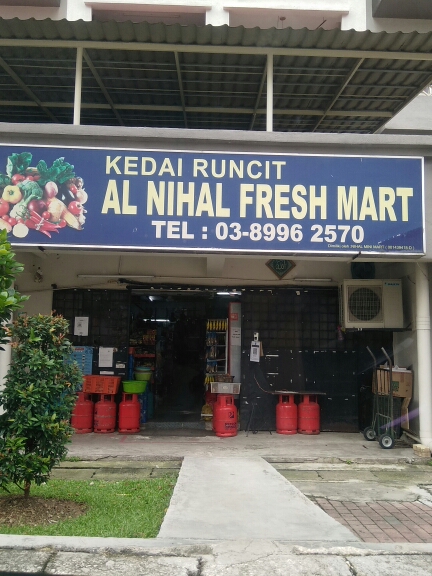 KEDAI RUNCIT
AL NIHAL FRESH MART
TEL : 03-8996 2570